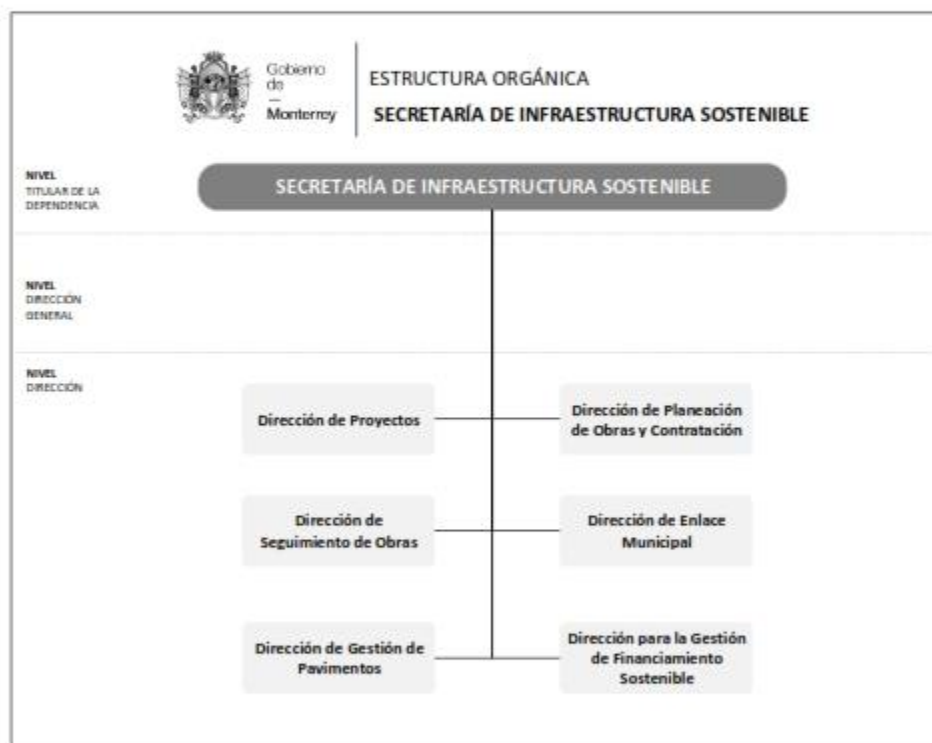 Gobierno
de
Monterrey
ESTRUCTURA ORGÁNICA
SECRETARÍA DE INFRAESTRUCTURA SOSTENIBLE
NIVEL
TITULAR DE LA
DEPENDENCIA
SECRETARÍA DE INFRAESTRUCTURA SOSTENIBLE
NIVEL
DIRECCIÓN
GENERAL
NIVEL
DIRECCIÓN
Dirección de Proyectos
Dirección de Planeación
de Obras y Contratación
Dirección de
Seguimiento de Obras
Dirección de Enlace
Municipal
Dirección de Gestión de
Pavimentos
Dirección para la Gestión
de Financiamiento
Sostenible